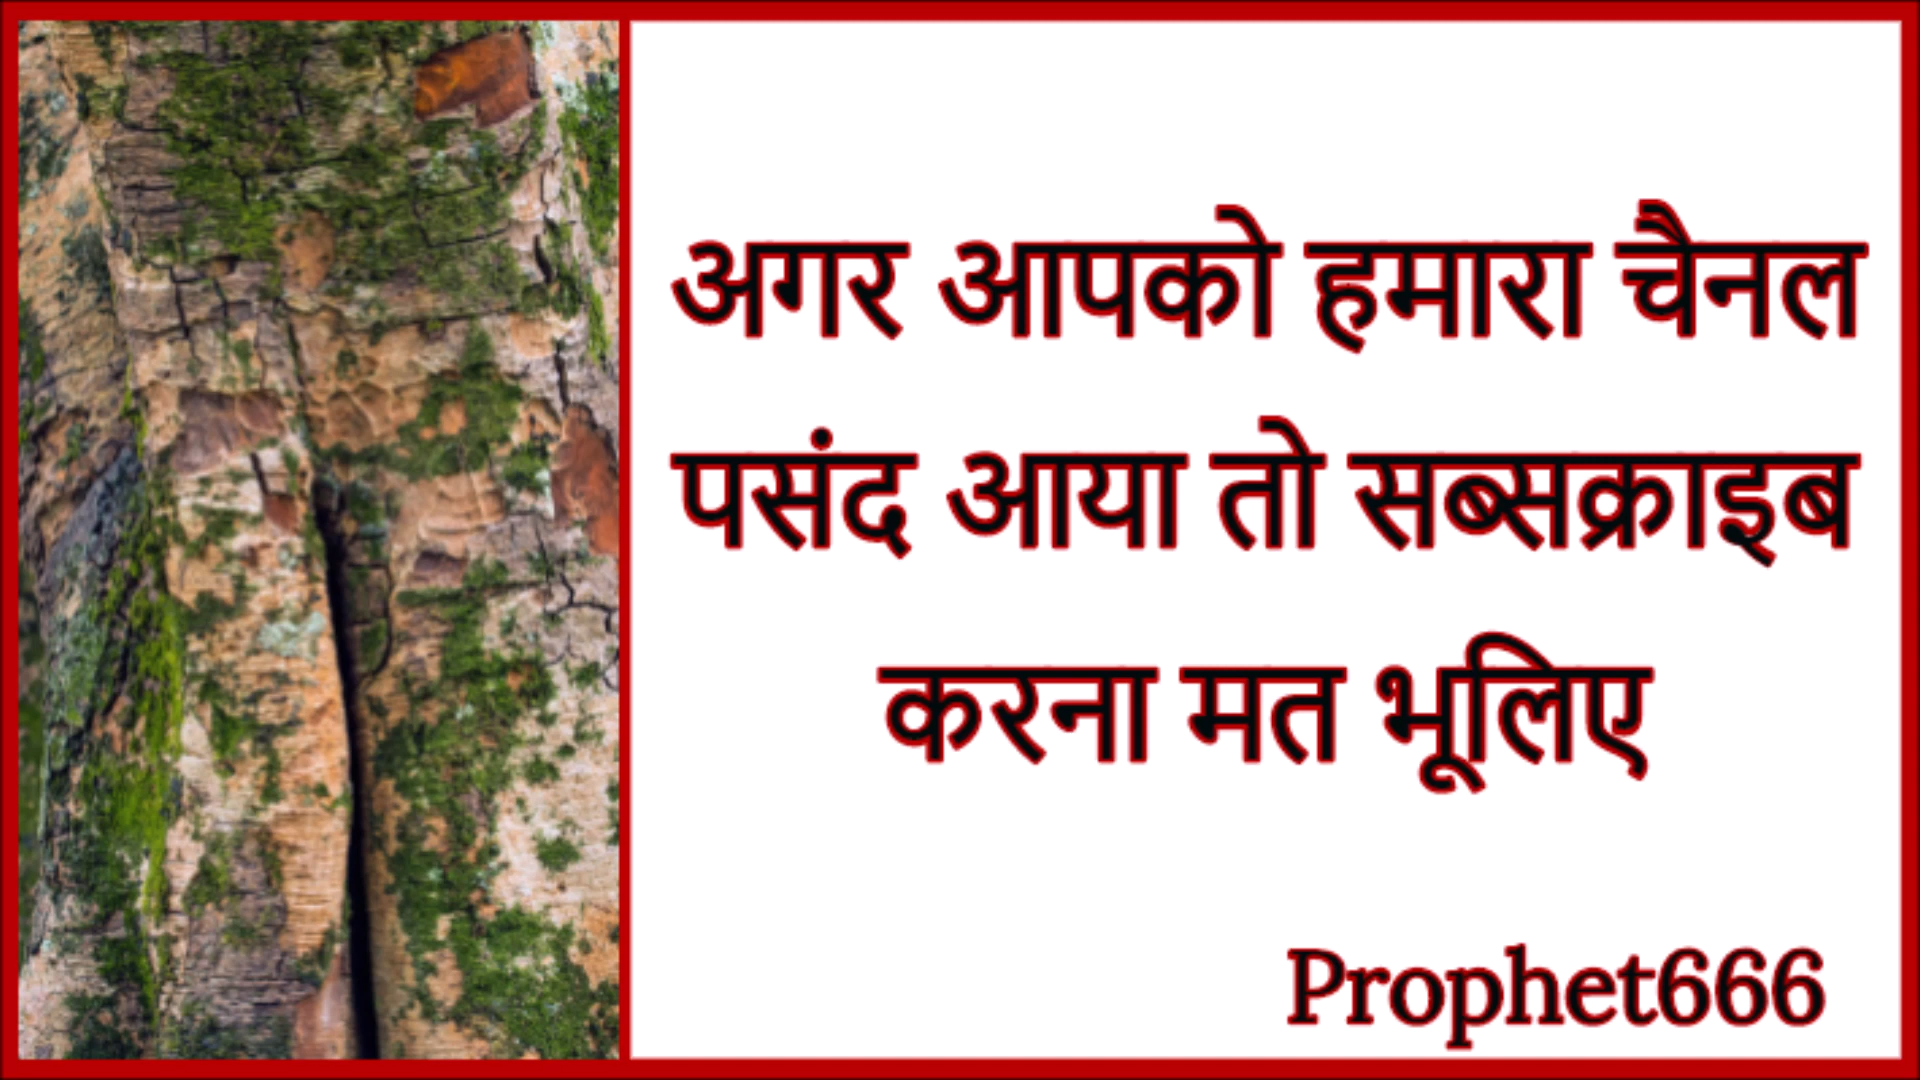 अगर आपको हमारा चैनल
पसंद आया तो सब्सक्राइब
करना मत भूलिए
Prophet666